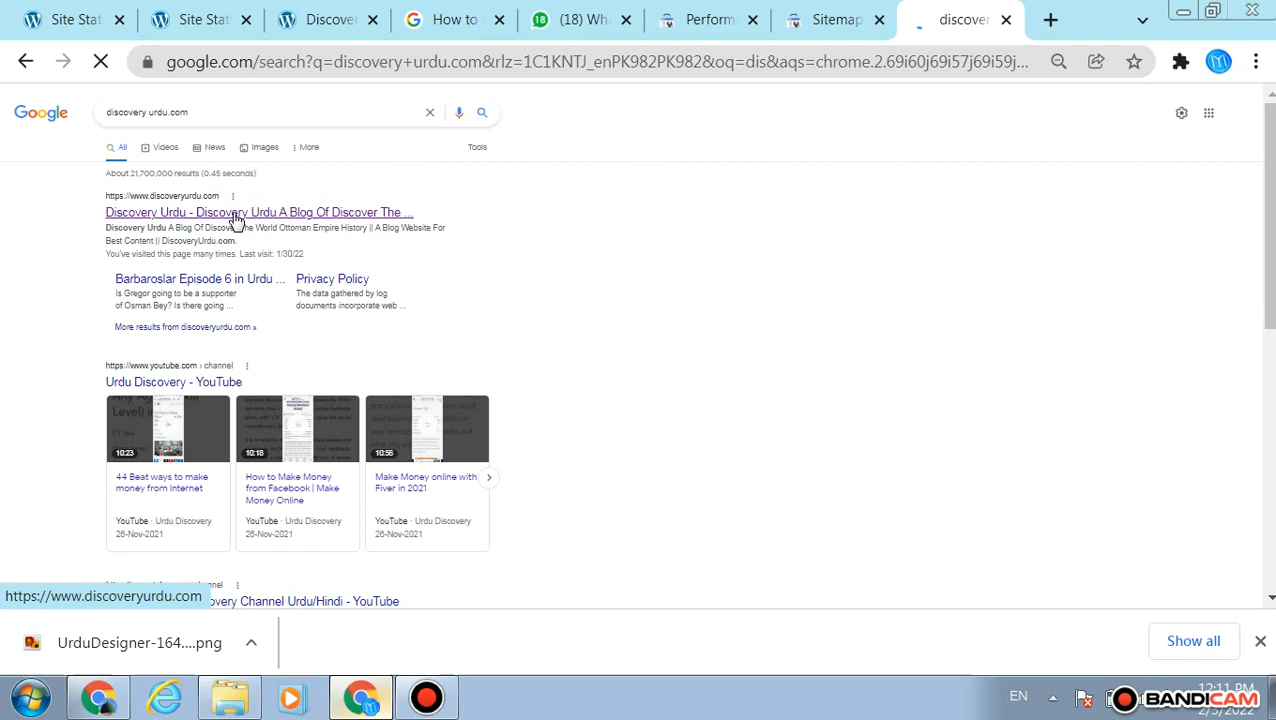 Site Stat
Site Stat
Discover
How to
(18) Wha
Perform
Sitemap
discover
google.com/search?q=discovery+urdu.com&rlz=1C1KNTJ_enPK982PK982&oq=dis&aqs=chrome.2.69i60j69i57j69i59j...
Google
discovery urdu.com
All Videos News Images More Tools
About 21,700,000 results (0.45 seconds)
https://www.discoveryurdu.com
Discovery Urdu - Discovery Urdu A Blog Of Discover The ...
Discovery Urdu A Blog Of Discover The World Ottoman Empire History || A Blog Website For
Best Content || DiscoveryUrdu.com.
You've visited this page many times. Last visit: 1/30/22
Barbaroslar Episode 6 in Urdu ...
Is Gregor going to be a supporter
of Osman Bey? Is there going ...
Privacy Policy
The data gathered by log
documents incorporate web ...
More results from discoveryurdu.com »
https://www.youtube.com › channel
Urdu Discovery - YouTube
10:23
44 Beat ways to make
money from Internet
YouTube · Urdu Discovery
26-Nov-2021
10:18
How to Make Money
from Facebook | Make
Money Online
YouTube · Urdu Discovery
26-Nov-2021
10:56
Make Money online with
Fiver in 2021
YouTube · Urdu Discovery
26-Nov-2021
overy Channel Urdu/Hindi - YouTube
https://www.discoveryurdu.com
UrduDesigner-164....png
Show all
EN
12:11 PM
BANDICAM